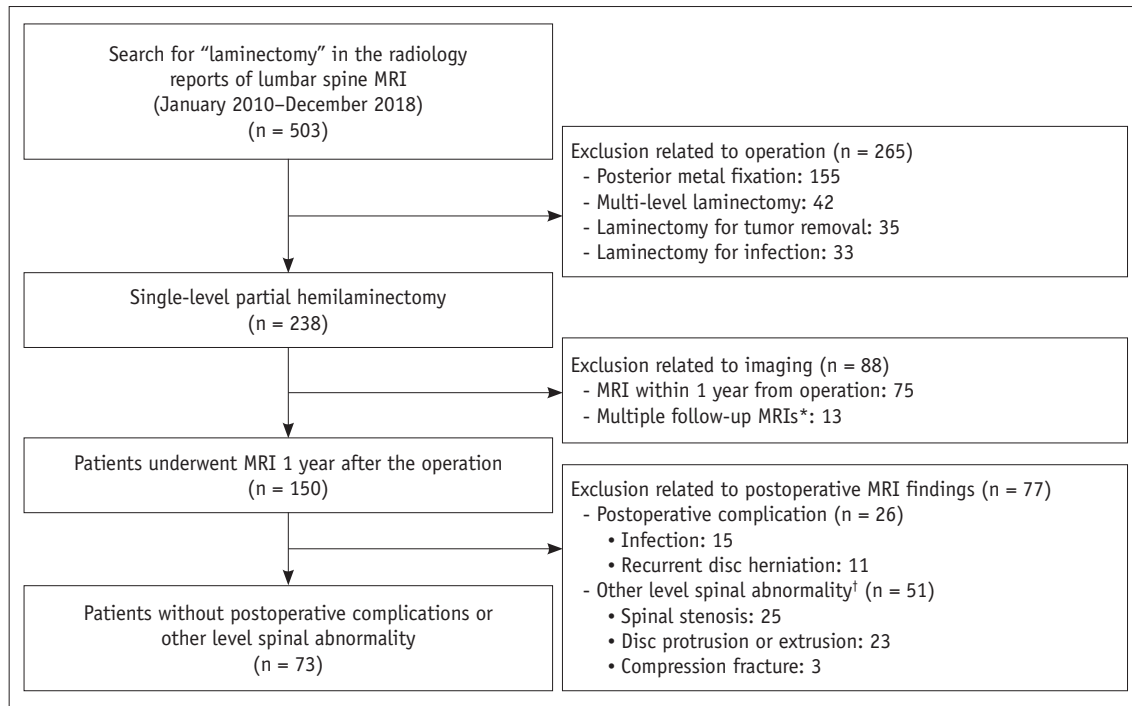 Search for “laminectomy” in the radiology
reports of lumbar spine MRI
(January 2010–December 2018)
(n = 503)
Exclusion related to operation (n = 265)
- Posterior metal fixation: 155
- Multi-level laminectomy: 42
- Laminectomy for tumor removal: 35
- Laminectomy for infection: 33
Single-level partial hemilaminectomy
(n = 238)
Exclusion related to imaging (n = 88)
- MRI within 1 year from operation: 75
- Multiple follow-up MRIs*: 13
Patients underwent MRI 1 year after the operation
(n = 150)
Exclusion related to postoperative MRI findings (n = 77)
- Postoperative complication (n = 26)
• Infection: 15
• Recurrent disc herniation: 11
- Other level spinal abnormality† (n = 51)
• Spinal stenosis: 25
• Disc protrusion or extrusion: 23
• Compression fracture: 3
Patients without postoperative complications or
other level spinal abnormality
(n = 73)